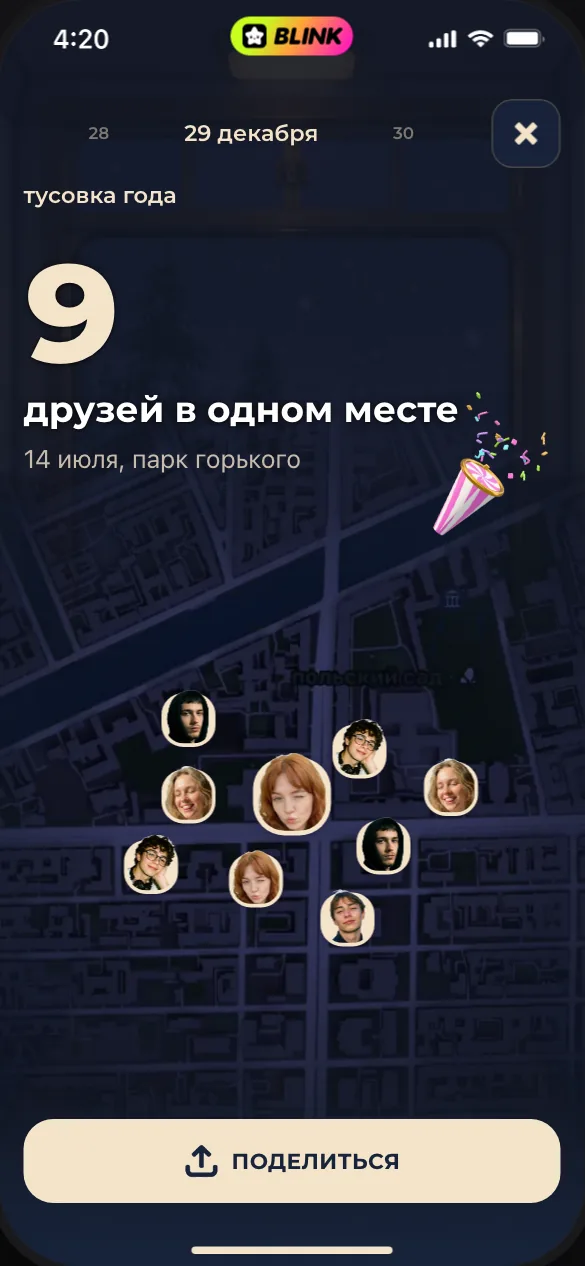 4:20
BLINK
28
29 декабря
30
тусовка года
9
друзей в одном месте
14 июля, парк горького
польский сад
ПОДЕЛИТЬСЯ